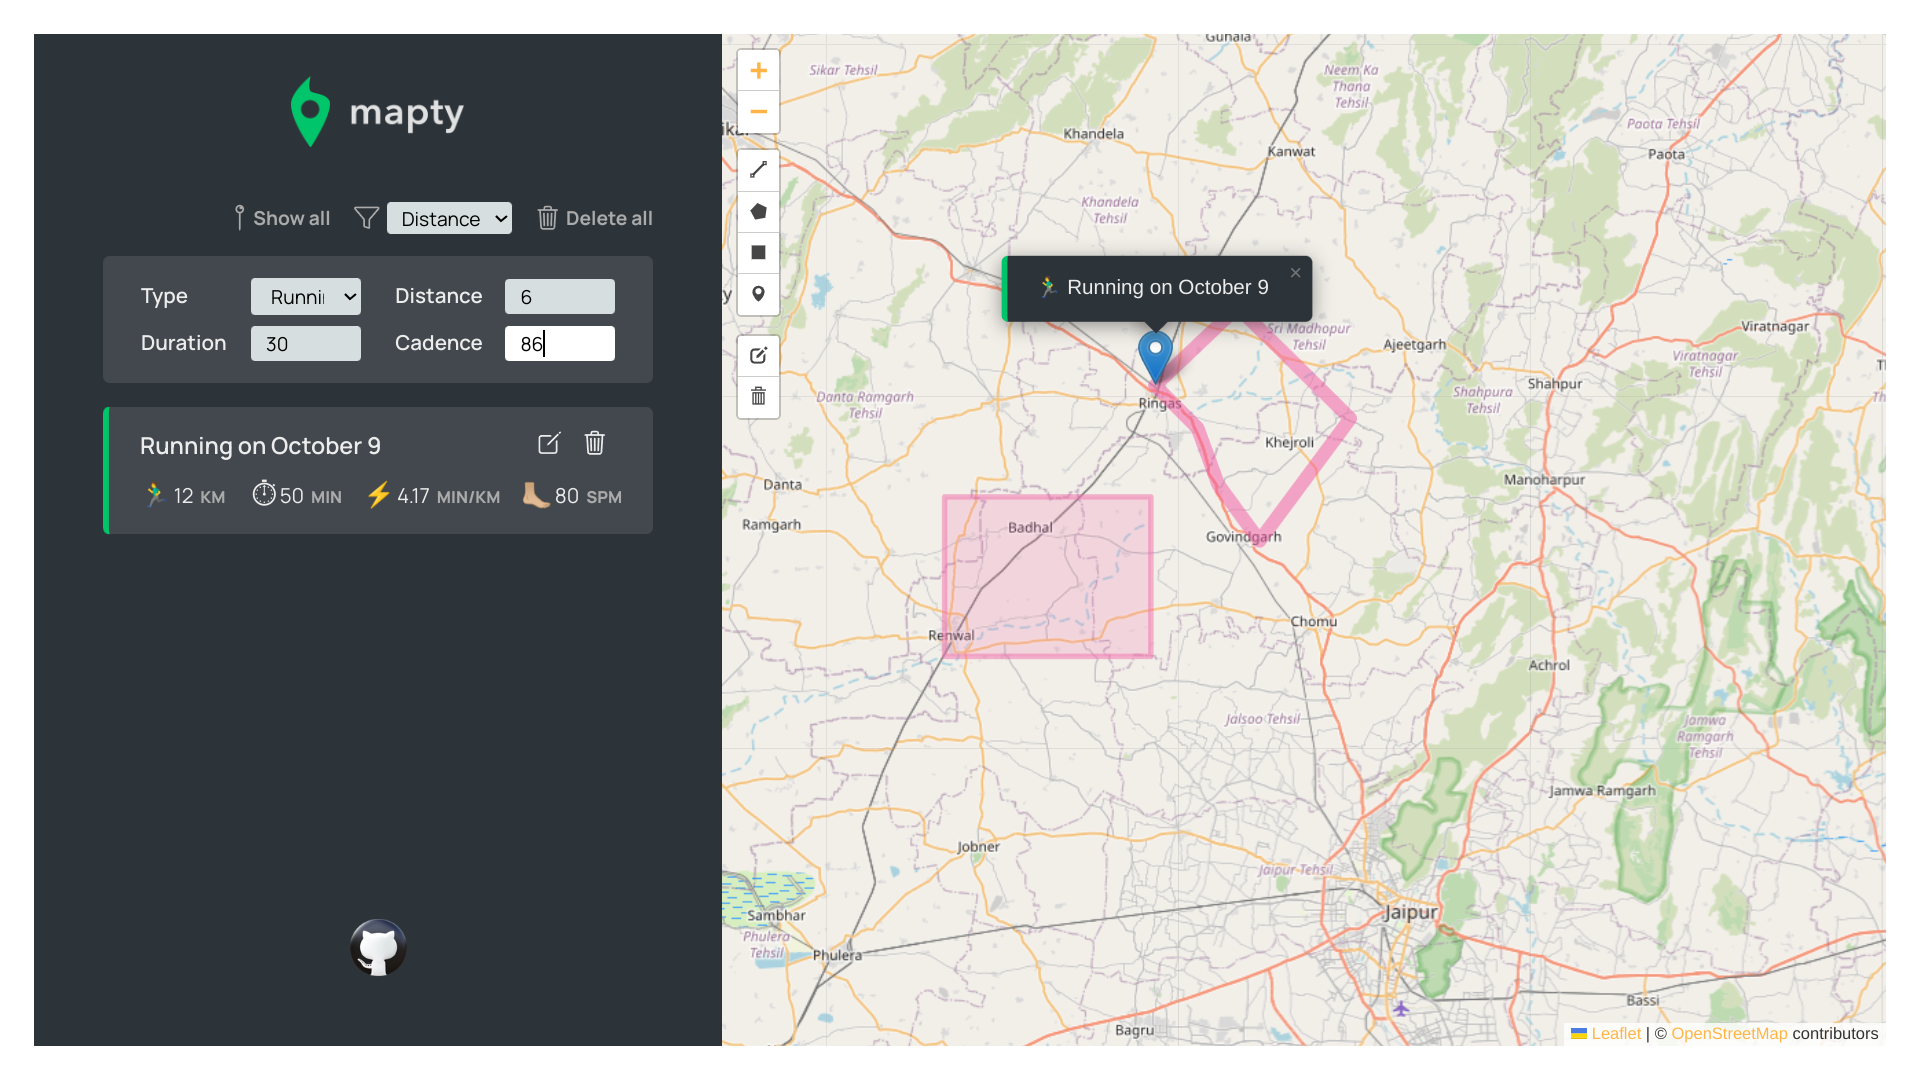 mapty
Show all
Distance
Delete all
Type
Runni
Distance
6
Duration
30
Cadence
86
Running on October 9
12 KM
50 MIN
4.17 MIN/KM
80 SPM
+
−
Gunala
Sikar Tehsil
Neem Ka
Thana
Tehsil
Khandela
Kanwat
Paota Tehsil
Paota
Khandela
Tehsil
🏃‍♂️ Running on October 9
×
Sri Madhopur
Tehsil
Ajeetgarh
Viratnagar
Viratnagar
Tehsil
Shahpur
Shahpura
Tehsil
Danta Ramgarh
Tehsil
Ringas
Khejroli
Danta
Manoharpur
Ramgarh
Badhal
Govindgarh
Chomu
Renwal
Achrol
Jalsoo Tehsil
Jamwa
Ramgarh
Tehsil
Jamwa Ramgarh
Jobner
Jaipur Tehsil
Sambhar
Jaipur
Phulera
Tehsil
Phulera
Bassi
Bagru
Leaflet | © OpenStreetMap contributors